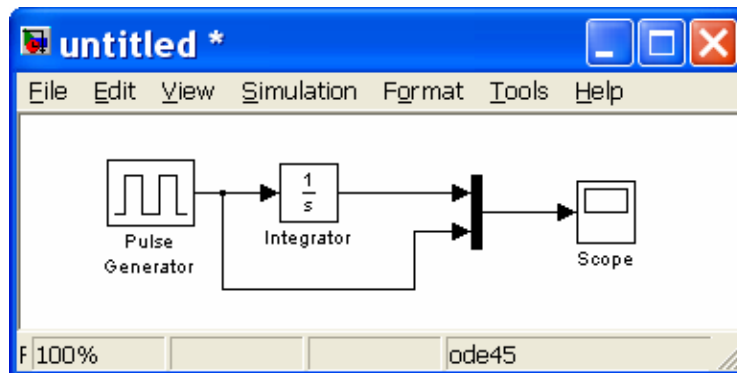 untitled *
File Edit View Simulation Format Tools Help
1
s
Pulse
Generator
Integrator
Scope
F 100% ode45